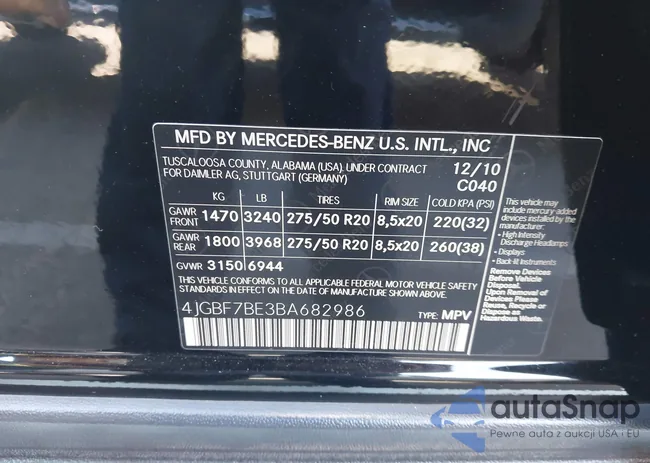 MFD BY MERCEDES-BENZ U.S. INTL., INC
TUSCALOOSA COUNTY, ALABAMA (USA), UNDER CONTRACT
FOR DAIMLER AG, STUTTGART (GERMANY)
12/10
C040
KG LB TIRES RIM SIZE COLD KPA (PSI)
GAWR FRONT 1470 3240 275/50 R20 8,5x20 220(32)
GAWR REAR 1800 3968 275/50 R20 8,5x20 260(38)
GVWR 3150 6944
THIS VEHICLE CONFORMS TO ALL APPLICABLE FEDERAL MOTOR VEHICLE SAFETY
STANDARDS IN EFFECT ON THE DATE OF MANUFACTURE SHOWN ABOVE.
4JGBF7BE3BA682986 TYPE: MPV
This vehicle may
include mercury-added
devices installed by the
manufacturer:
• High Intensity
Discharge Headlamps
• Displays
• Back-lit Instruments
Remove Devices
Before Vehicle
Disposal.
Upon Removal of
Devices Please
Reuse, Recycle or
Dispose as
Hazardous Waste.
autaSnap
Pewne auta z aukcji USA i EU